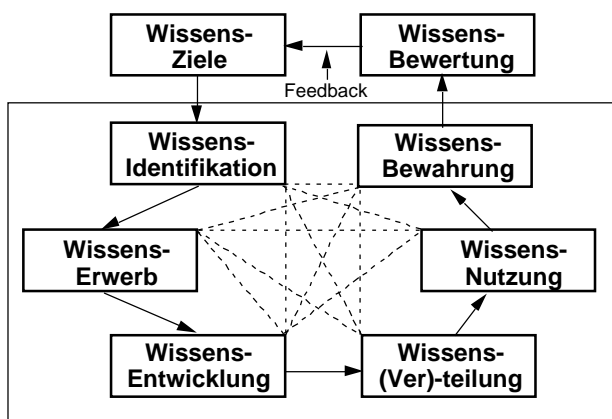 Wissens-
Ziele
Wissens-
Bewertung
Feedback
Wissens-
Identifikation
Wissens-
Bewahrung
Wissens-
Erwerb
Wissens-
Nutzung
Wissens-
Entwicklung
Wissens-
(Ver)-teilung